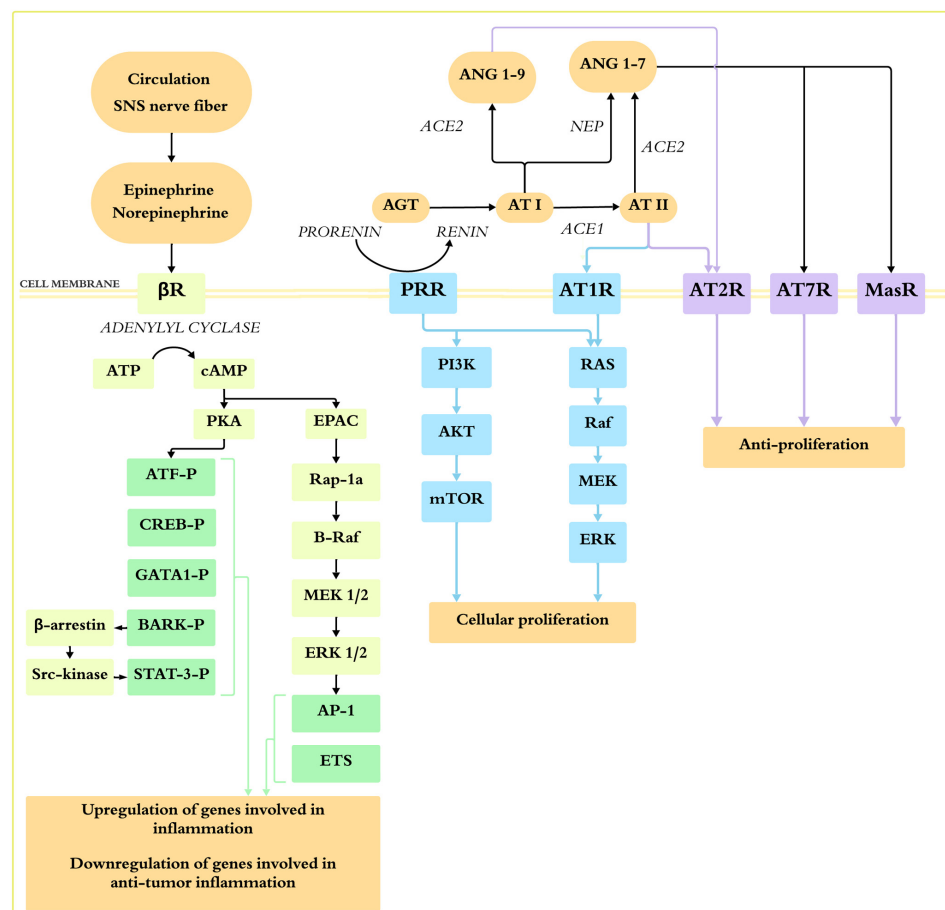 Circulation
SNS nerve fiber
Epinephrine
Norepinephrine
ANG 1-9
ANG 1-7
ACE2
NEP
ACE2
AGT
AT I
AT II
PRORENIN
RENIN
ACE1
CELL MEMBRANE
βR
PRR
AT1R
AT2R
AT7R
MasR
ADENYLYL CYCLASE
ATP
cAMP
PKA
EPAC
ATF-P
CREB-P
GATA1-P
β-arrestin
BARK-P
Src-kinase
STAT-3-P
Rap-1a
B-Raf
MEK 1/2
ERK 1/2
AP-1
ETS
PI3K
AKT
mTOR
RAS
Raf
MEK
ERK
Cellular proliferation
Anti-proliferation
Upregulation of genes involved in
inflammation
Downregulation of genes involved in
anti-tumor inflammation